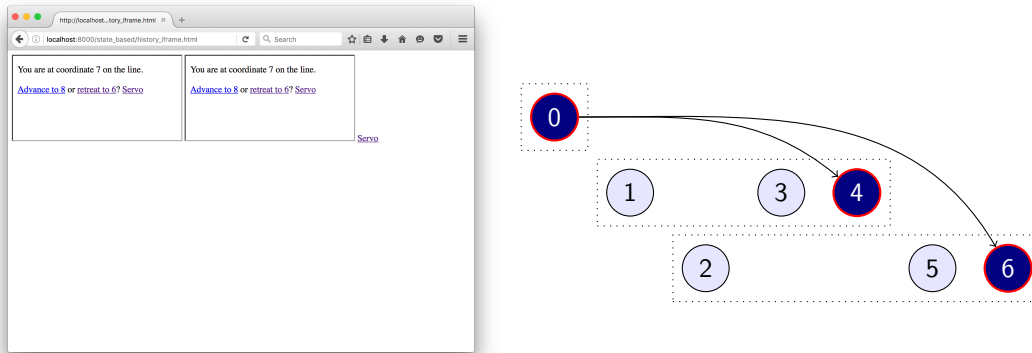 http://localhost...tory_iframe.html
localhost:8000/state_based/history_iframe.html
Search
You are at coordinate 7 on the line.
Advance to 8 or retreat to 6? Servo
You are at coordinate 7 on the line.
Advance to 8 or retreat to 6? Servo
Servo
0
1 3 4
2 5 6